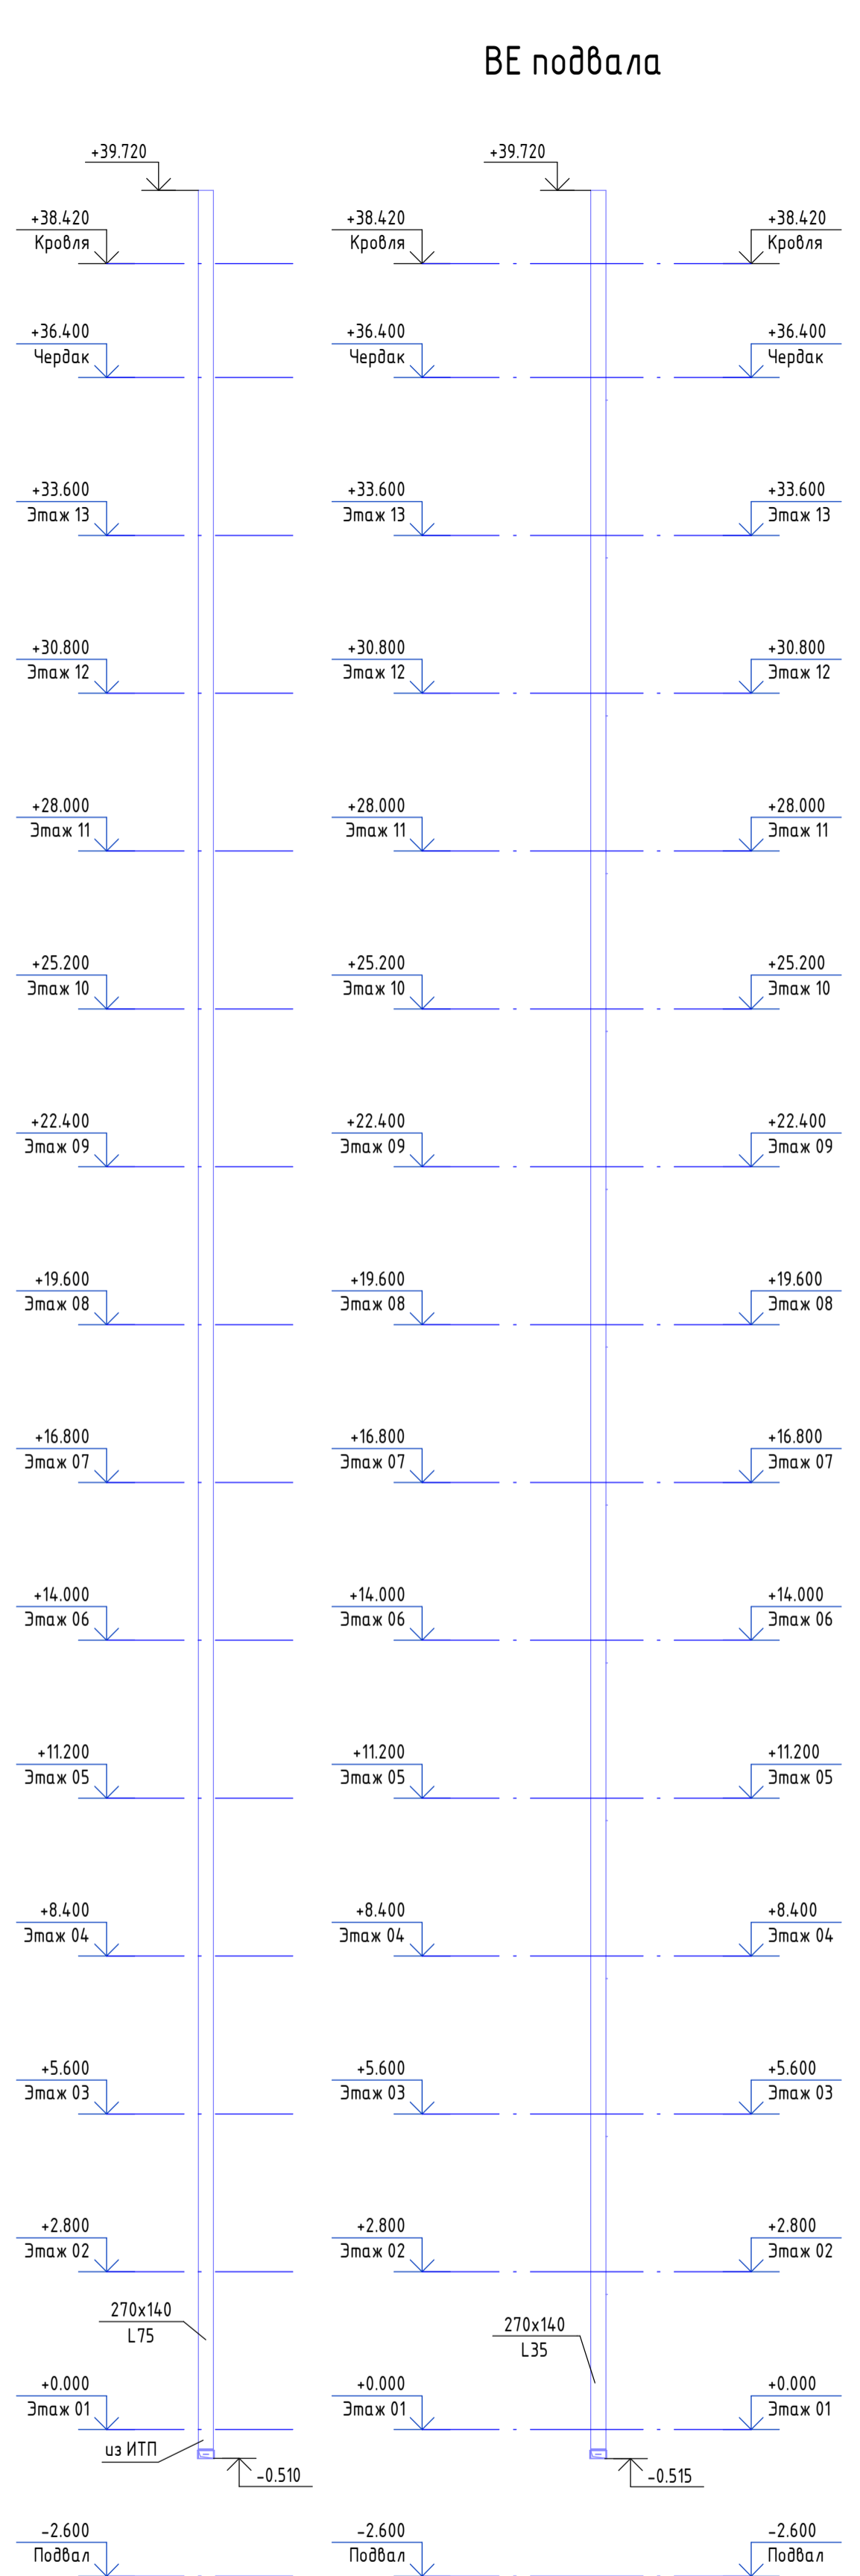 ВЕ подвала
+39.720
+39.720
+38.420
Кровля
+38.420
Кровля
+38.420
Кровля
+36.400
Чердак
+36.400
Чердак
+36.400
Чердак
+33.600
Этаж 13
+33.600
Этаж 13
+33.600
Этаж 13
+30.800
Этаж 12
+30.800
Этаж 12
+30.800
Этаж 12
+28.000
Этаж 11
+28.000
Этаж 11
+28.000
Этаж 11
+25.200
Этаж 10
+25.200
Этаж 10
+25.200
Этаж 10
+22.400
Этаж 09
+22.400
Этаж 09
+22.400
Этаж 09
+19.600
Этаж 08
+19.600
Этаж 08
+19.600
Этаж 08
+16.800
Этаж 07
+16.800
Этаж 07
+16.800
Этаж 07
+14.000
Этаж 06
+14.000
Этаж 06
+14.000
Этаж 06
+11.200
Этаж 05
+11.200
Этаж 05
+11.200
Этаж 05
+8.400
Этаж 04
+8.400
Этаж 04
+8.400
Этаж 04
+5.600
Этаж 03
+5.600
Этаж 03
+5.600
Этаж 03
+2.800
Этаж 02
+2.800
Этаж 02
+2.800
Этаж 02
270x140
L75
270x140
L35
+0.000
Этаж 01
+0.000
Этаж 01
+0.000
Этаж 01
из ИТП
-0.510
-0.515
-2.600
Подвал
-2.600
Подвал
-2.600
Подвал